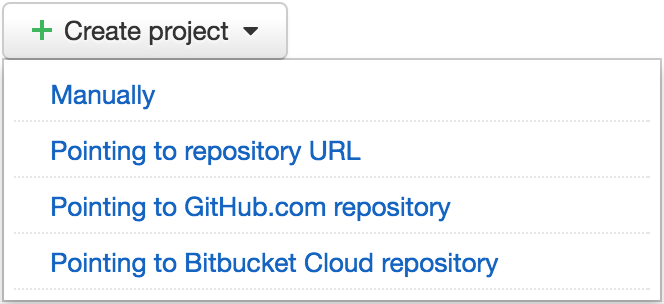 Create project
Manually
Pointing to repository URL
Pointing to GitHub.com repository
Pointing to Bitbucket Cloud repository